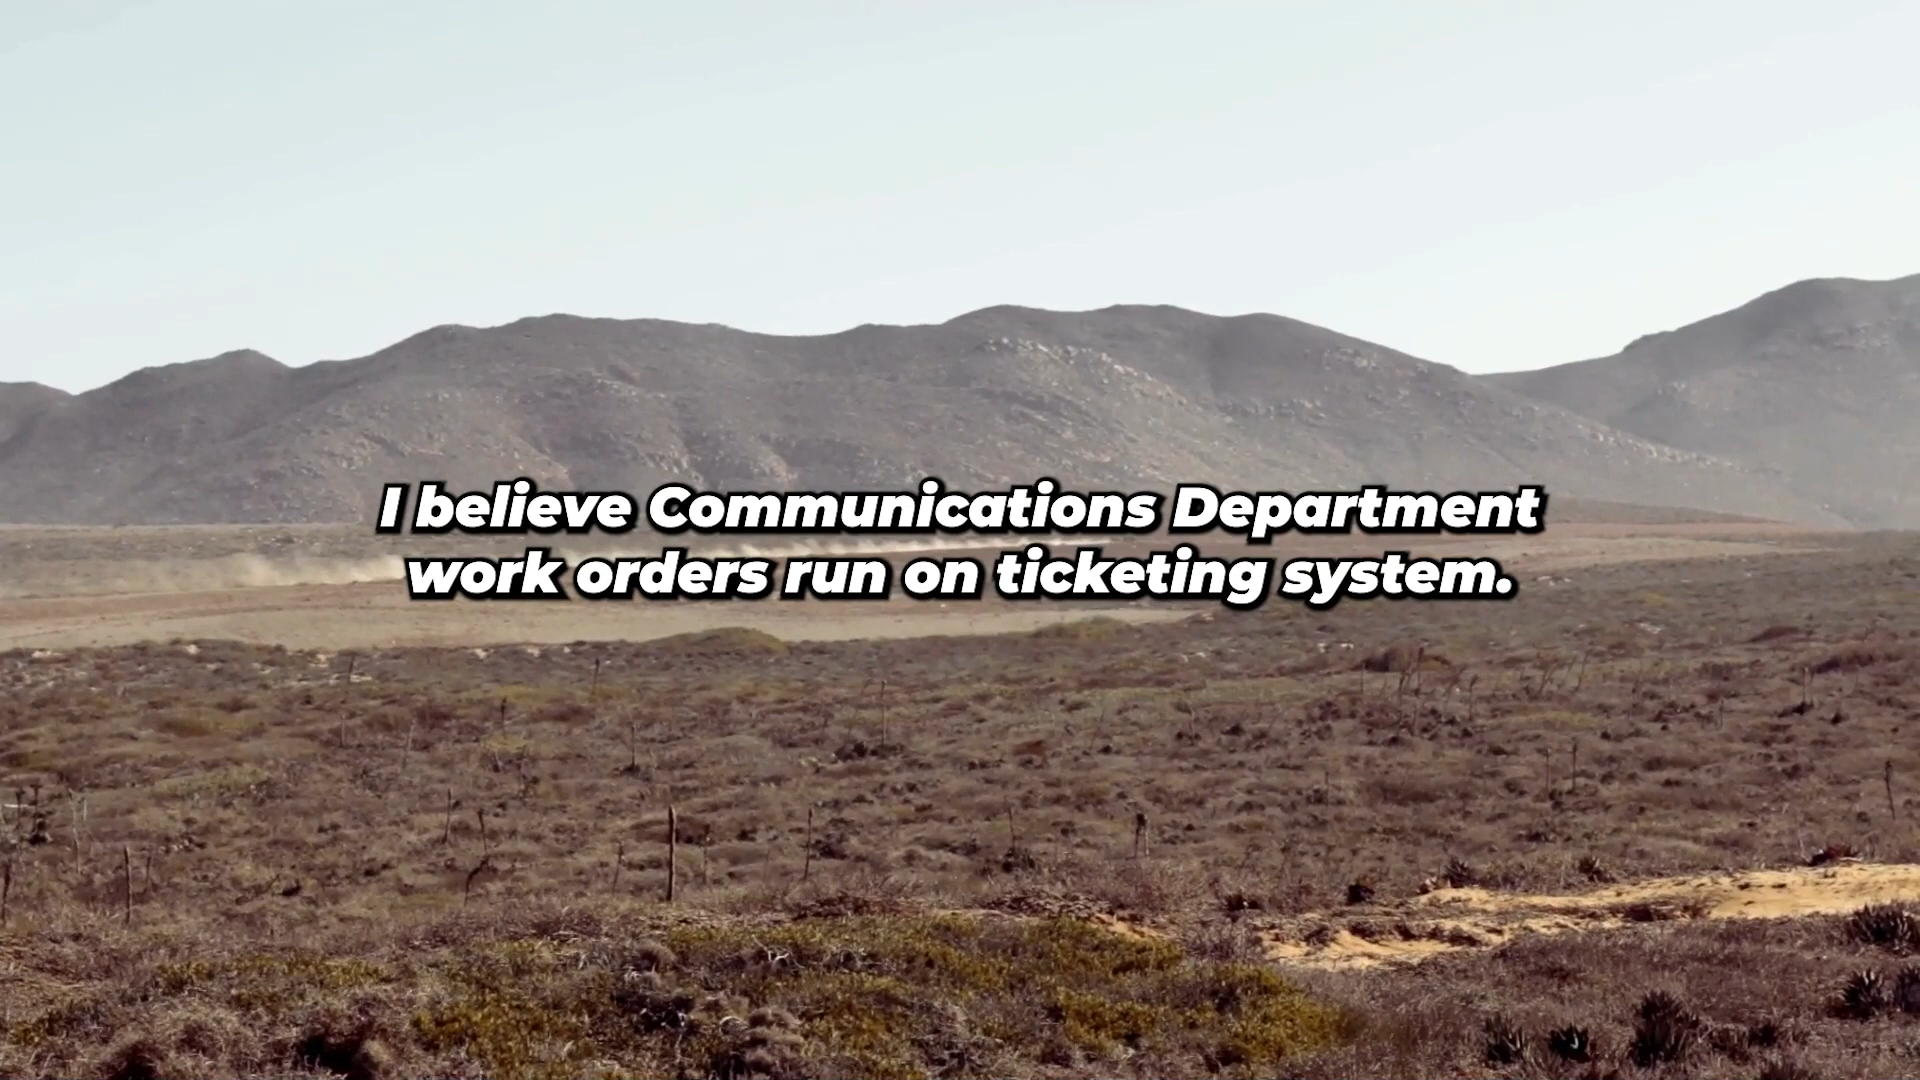 I believe Communications Department
work orders run on ticketing system.